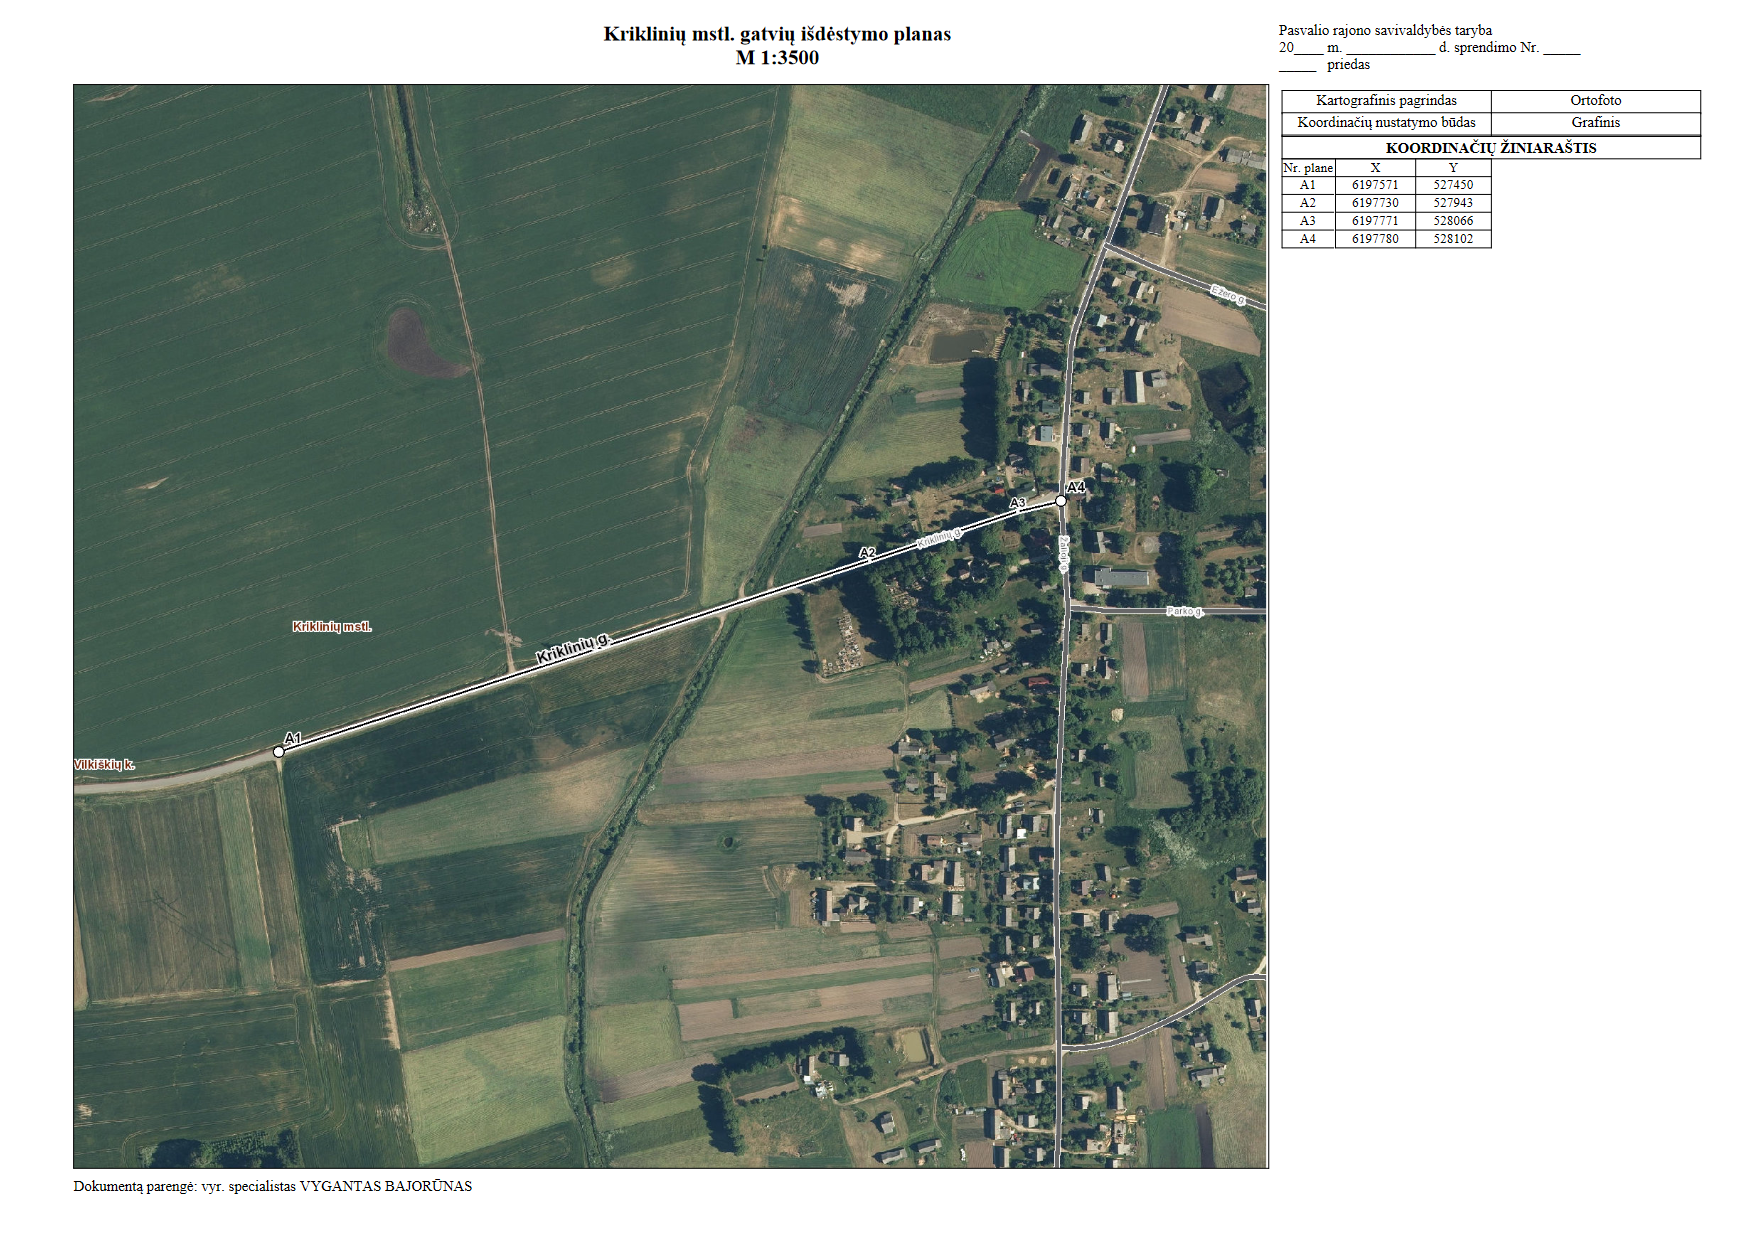 Kriklinių mstl. gatvių išdėstymo planas
M 1:3500
Pasvalio rajono savivaldybės taryba
20____ m. ____________ d. sprendimo Nr. _____
_____ priedas
Kartografinis pagrindas Ortofoto
Koordinačių nustatymo būdas Grafinis
KOORDINAČIŲ ŽINIARAŠTIS
Nr. plane X Y
A1 6197571 527450
A2 6197730 527943
A3 6197771 528066
A4 6197780 528102
Ežero g.
A4
A3
Kriklinių g.
A2
Žalioji g.
Parko g.
Kriklinių mstl.
Kriklinių g.
A1
Vilkiškių k.
Dokumentą parengė: vyr. specialistas VYGANTAS BAJORŪNAS